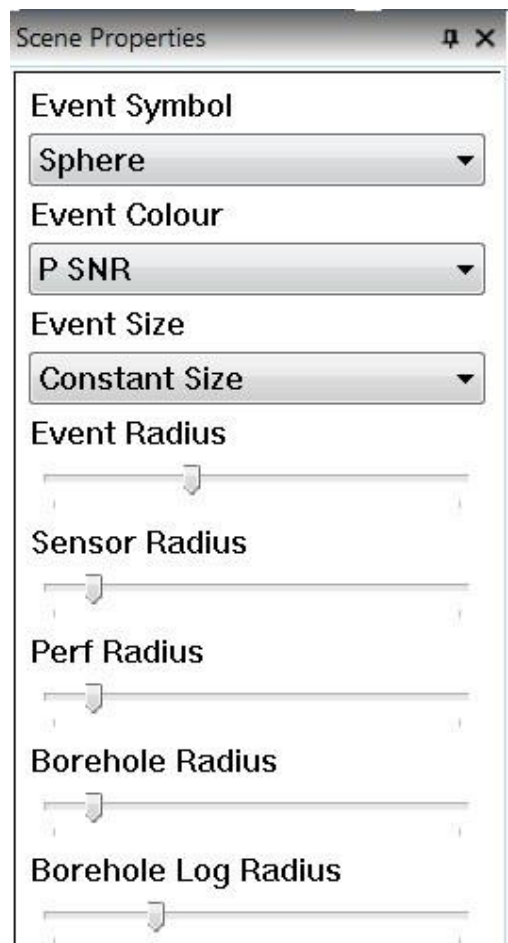 Scene Properties
Event Symbol
Sphere
Event Colour
P SNR
Event Size
Constant Size
Event Radius
Sensor Radius
Perf Radius
Borehole Radius
Borehole Log Radius